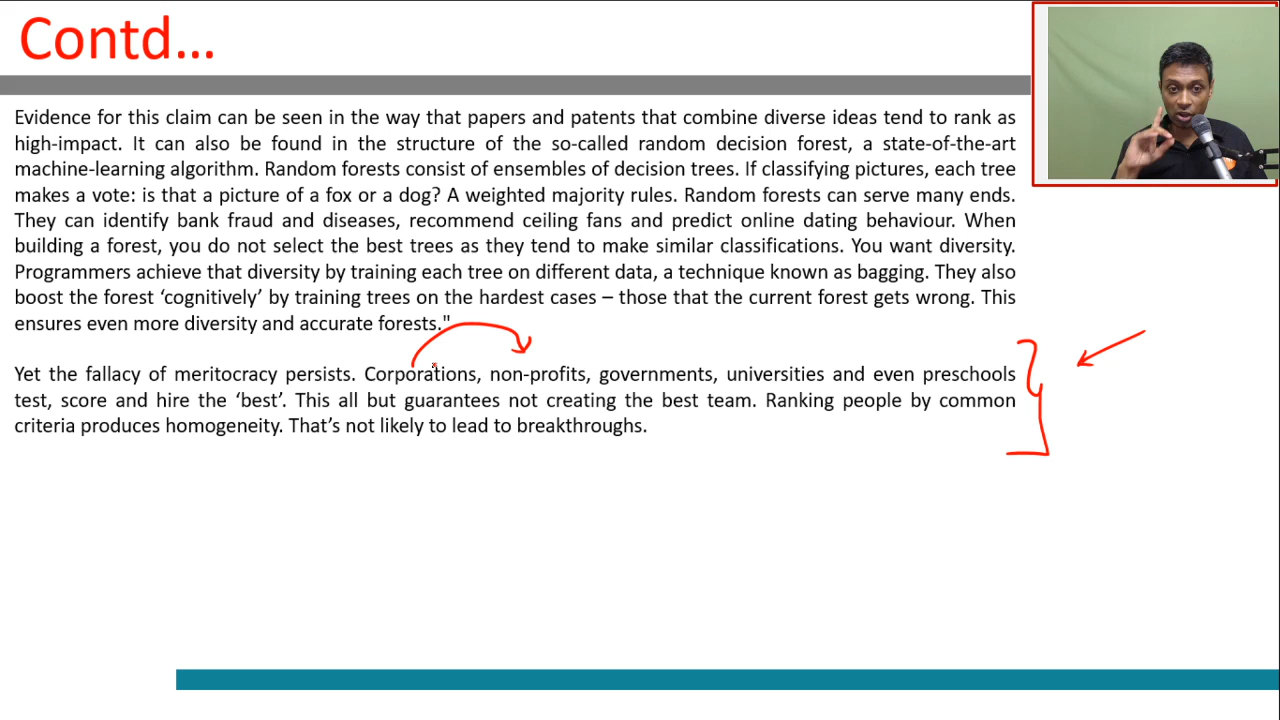 Contd...
Evidence for this claim can be seen in the way that papers and patents that combine diverse ideas tend to rank as
high-impact. It can also be found in the structure of the so-called random decision forest, a state-of-the-art
machine-learning algorithm. Random forests consist of ensembles of decision trees. If classifying pictures, each tree
makes a vote: is that a picture of a fox or a dog? A weighted majority rules. Random forests can serve many ends.
They can identify bank fraud and diseases, recommend ceiling fans and predict online dating behaviour. When
building a forest, you do not select the best trees as they tend to make similar classifications. You want diversity.
Programmers achieve that diversity by training each tree on different data, a technique known as bagging. They also
boost the forest ‘cognitively’ by training trees on the hardest cases – those that the current forest gets wrong. This
ensures even more diversity and accurate forests."
Yet the fallacy of meritocracy persists. Corporations, non-profits, governments, universities and even preschools
test, score and hire the ‘best’. This all but guarantees not creating the best team. Ranking people by common
criteria produces homogeneity. That’s not likely to lead to breakthroughs.